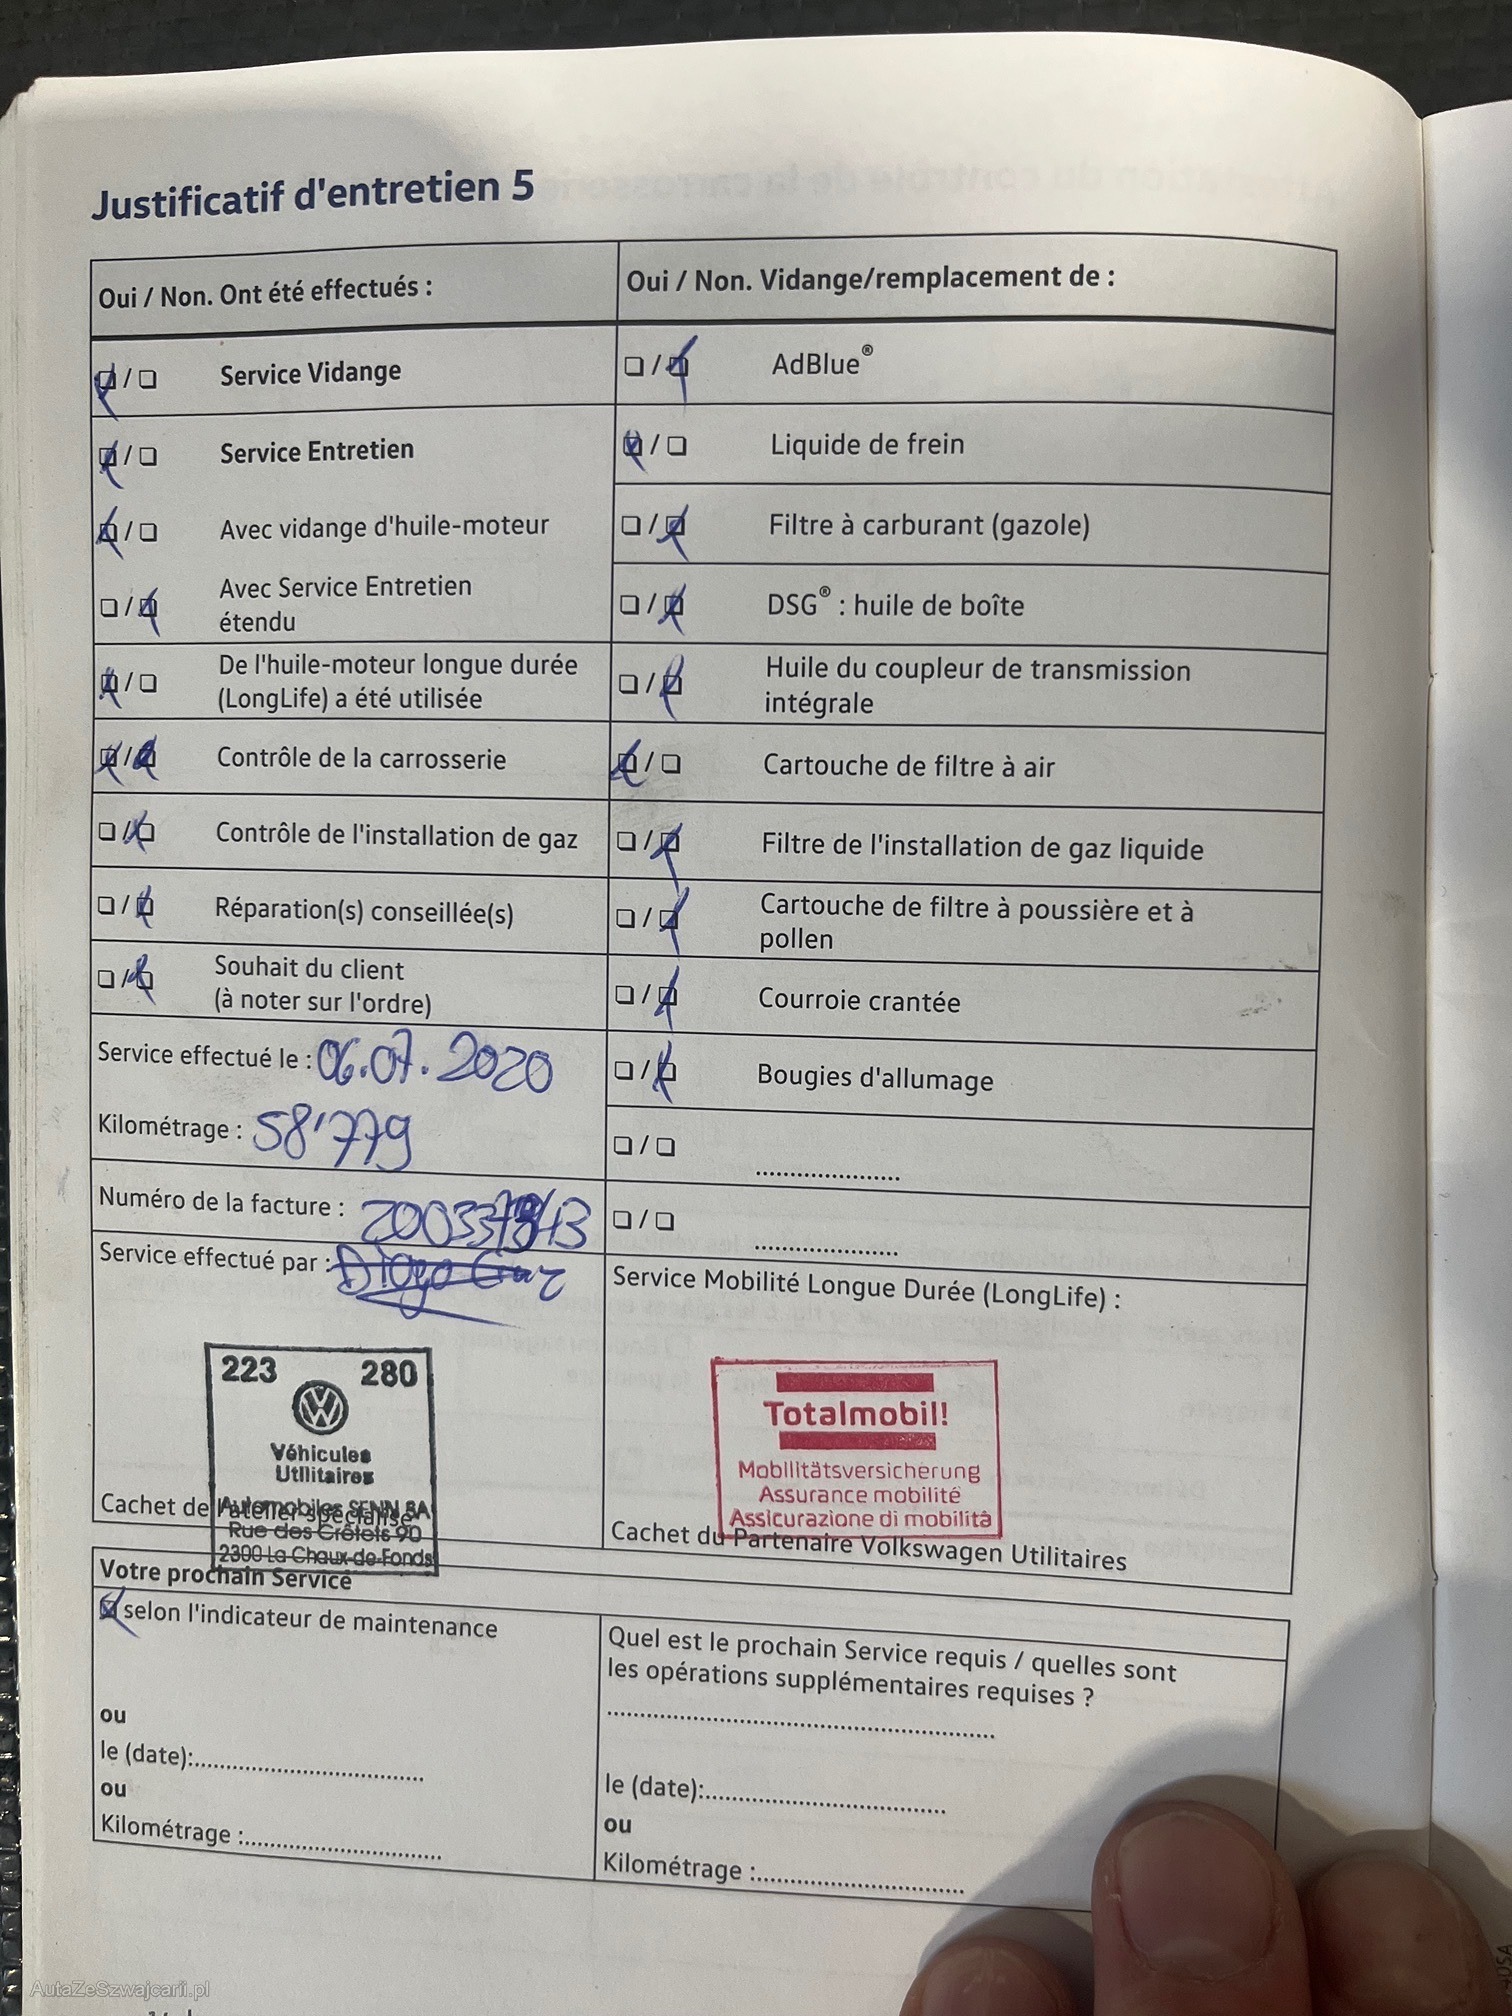 Justificatif d'entretien 5
Oui / Non. Ont été effectués :
Service Vidange
Service Entretien
Avec vidange d'huile-moteur
Avec Service Entretien
étendu
De l'huile-moteur longue durée
(LongLife) a été utilisée
Contrôle de la carrosserie
Contrôle de l'installation de gaz
Réparation(s) conseillée(s)
Souhait du client
(à noter sur l'ordre)
Service effectué le : 06.07.2020
Kilométrage : 58'779
Numéro de la facture :
Service effectué par : Diogo
223 280
Véhicules
Utilitaires
Automobiles SENN SA
Rue des Crêtets 90
2300 La Chaux-de-Fonds
Cachet de l'atelier spécialisé
Oui / Non. Vidange/remplacement de :
AdBlue®
Liquide de frein
Filtre à carburant (gazole)
DSG® : huile de boîte
Huile du coupleur de transmission
intégrale
Cartouche de filtre à air
Filtre de l'installation de gaz liquide
Cartouche de filtre à poussière et à
pollen
Courroie crantée
Bougies d'allumage
Service Mobilité Longue Durée (LongLife) :
Totalmobil!
Mobilitätsversicherung
Assurance mobilité
Assicurazione di mobilità
Cachet du Partenaire Volkswagen Utilitaires
Votre prochain Service
selon l'indicateur de maintenance
ou
le (date):
ou
Kilométrage :
Quel est le prochain Service requis / quelles sont
les opérations supplémentaires requises ?
le (date):
ou
Kilométrage :
AutaZeSzwajcarii.pl